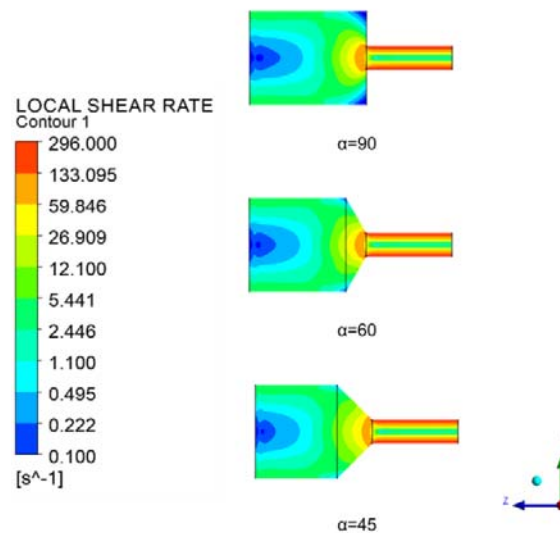 LOCAL SHEAR RATE
Contour 1
296.000
133.095
59.846
26.909
12.100
5.441
2.446
1.100
0.495
0.222
0.100
[s^-1]
α=90
α=60
α=45
z